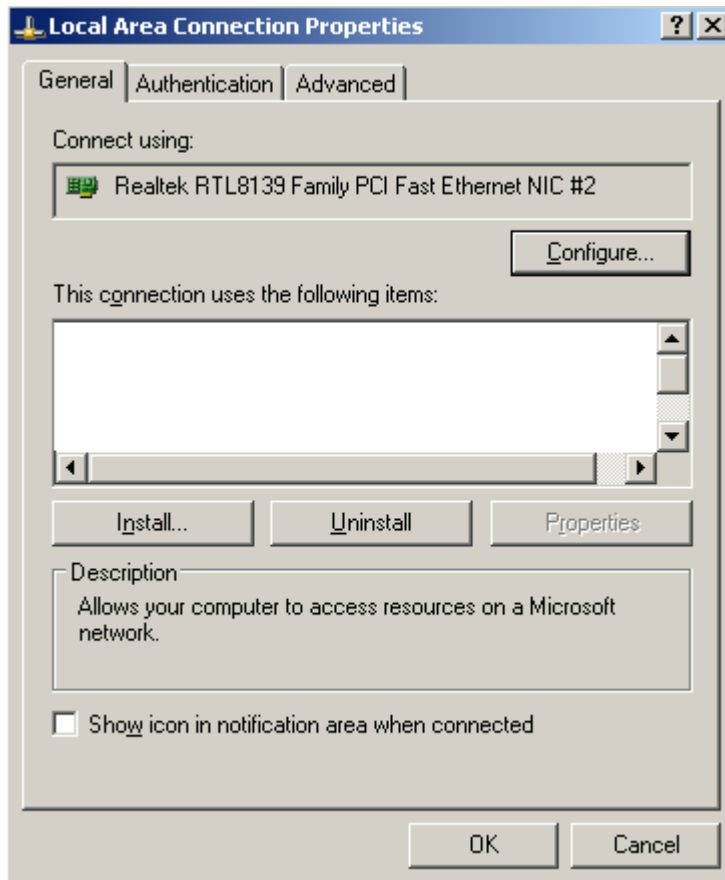 Local Area Connection Properties
General Authentication Advanced
Connect using:
Realtek RTL8139 Family PCI Fast Ethernet NIC #2
Configure...
This connection uses the following items:
Install... Uninstall Properties
Description
Allows your computer to access resources on a Microsoft
network.
Show icon in notification area when connected
OK Cancel